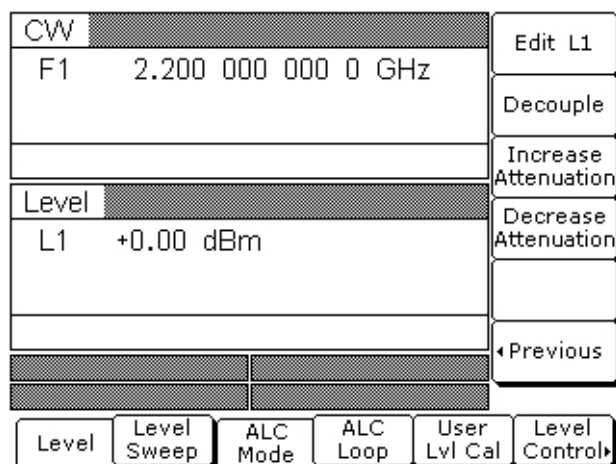 CW
F1 2.200 000 000 0 GHz
Level
L1 +0.00 dBm
Edit L1
Decouple
Increase
Attenuation
Decrease
Attenuation
Previous
Level
Level
Sweep
ALC
Mode
ALC
Loop
User
Lvl Cal
Level
Control